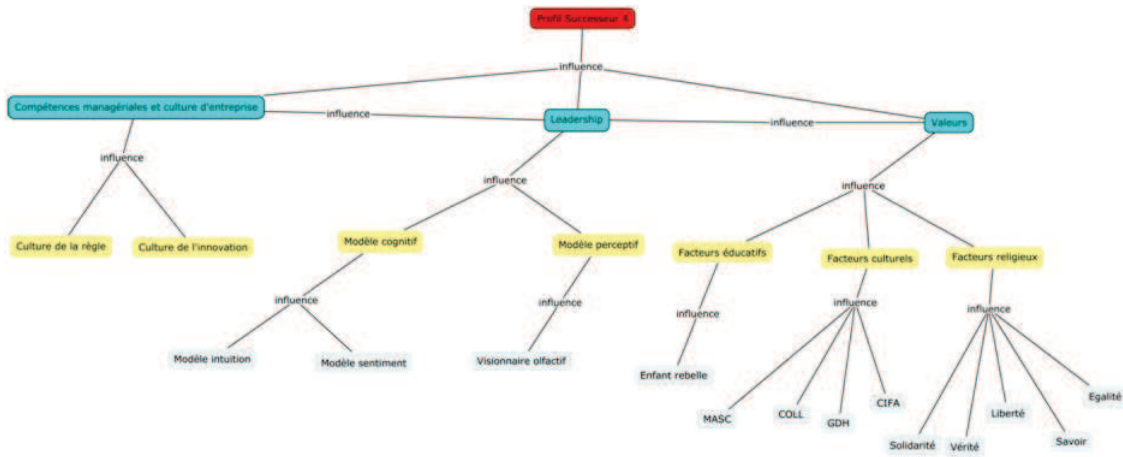 Profil Successeur 4
influence
Compétences managériales et culture d'entreprise
influence
Leadership
influence
Valeurs
influence
influence
influence
Culture de la règle
Culture de l'innovation
Modèle cognitif
Modèle perceptif
Facteurs éducatifs
Facteurs culturels
Facteurs religieux
influence
influence
influence
influence
influence
Modèle intuition
Modèle sentiment
Visionnaire olfactif
Enfant rebelle
MASC
COLL
GDH
CIFA
Solidarité
Vérité
Liberté
Savoir
Egalité